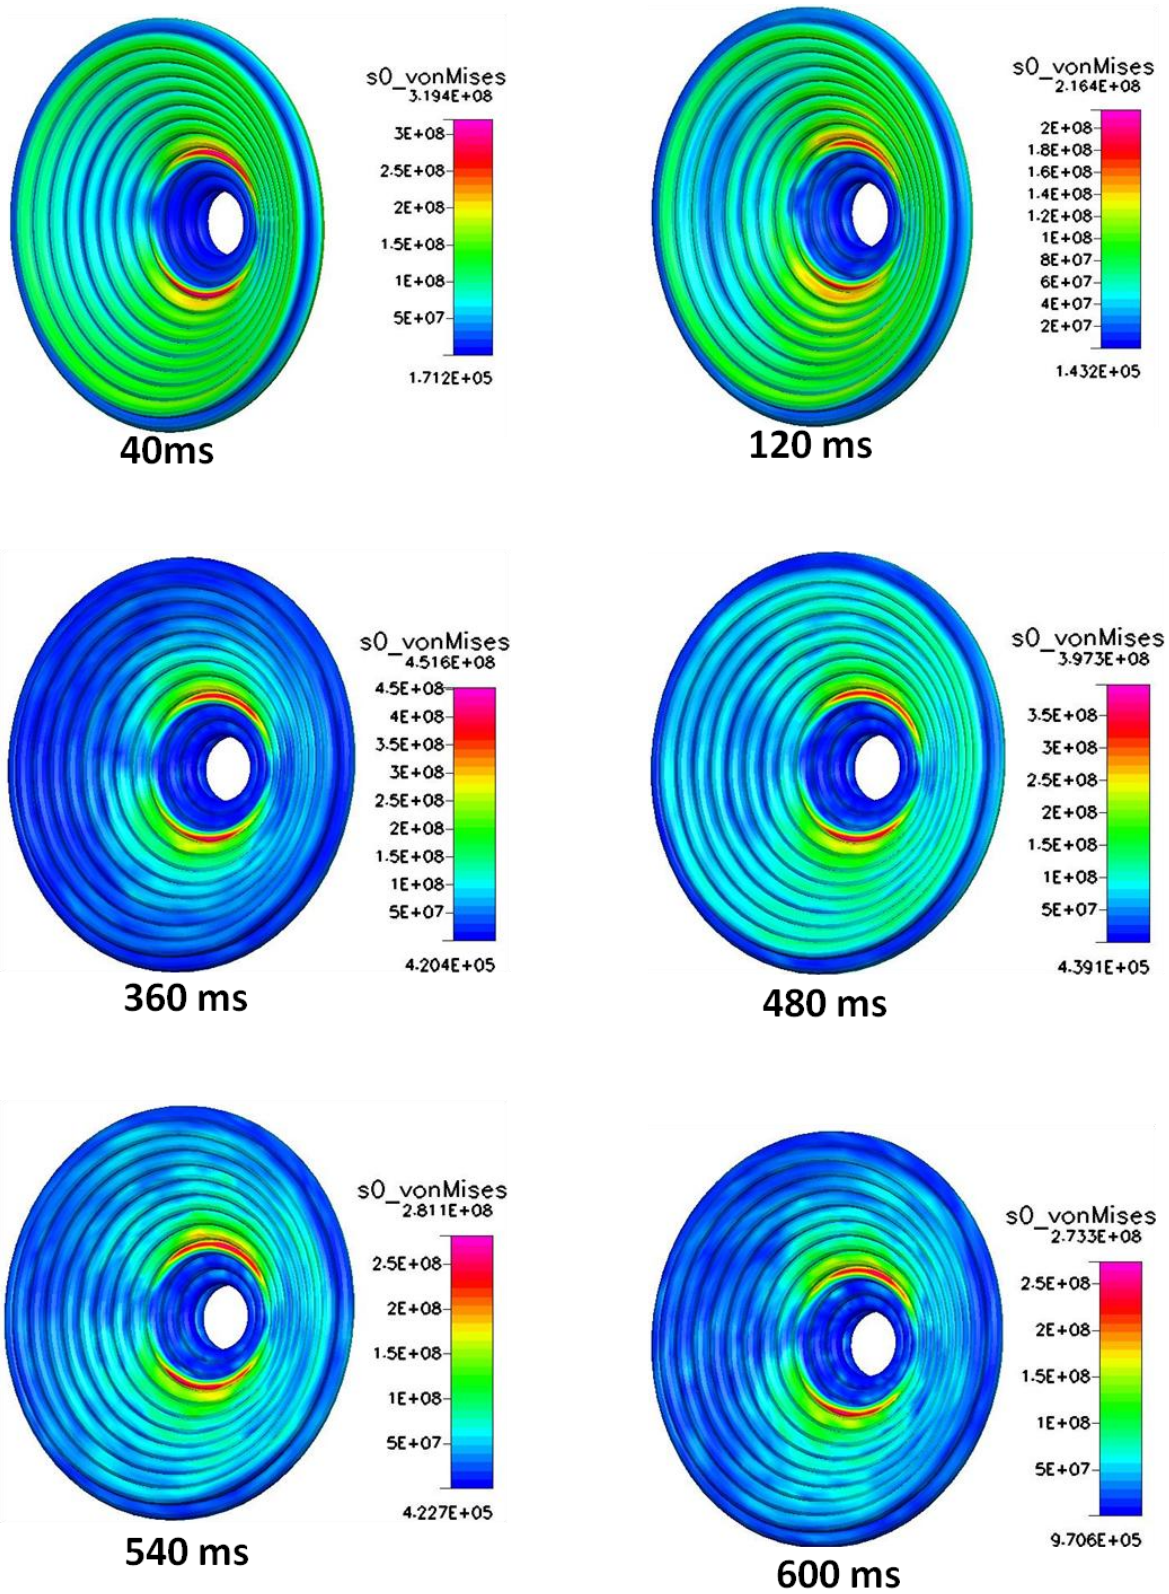 s0_vonMises
3.194E+08
3E+08
2.5E+08
2E+08
1.5E+08
1E+08
5E+07
1.712E+05
40ms
s0_vonMises
2.164E+08
2E+08
1.8E+08
1.6E+08
1.4E+08
1.2E+08
1E+08
8E+07
6E+07
4E+07
2E+07
1.432E+05
120 ms
s0_vonMises
4.516E+08
4.5E+08
4E+08
3.5E+08
3E+08
2.5E+08
2E+08
1.5E+08
1E+08
5E+07
4.204E+05
360 ms
s0_vonMises
3.973E+08
3.5E+08
3E+08
2.5E+08
2E+08
1.5E+08
1E+08
5E+07
4.391E+05
480 ms
s0_vonMises
2.811E+08
2.5E+08
2E+08
1.5E+08
1E+08
5E+07
4.227E+05
540 ms
s0_vonMises
2.733E+08
2.5E+08
2E+08
1.5E+08
1E+08
5E+07
9.706E+05
600 ms